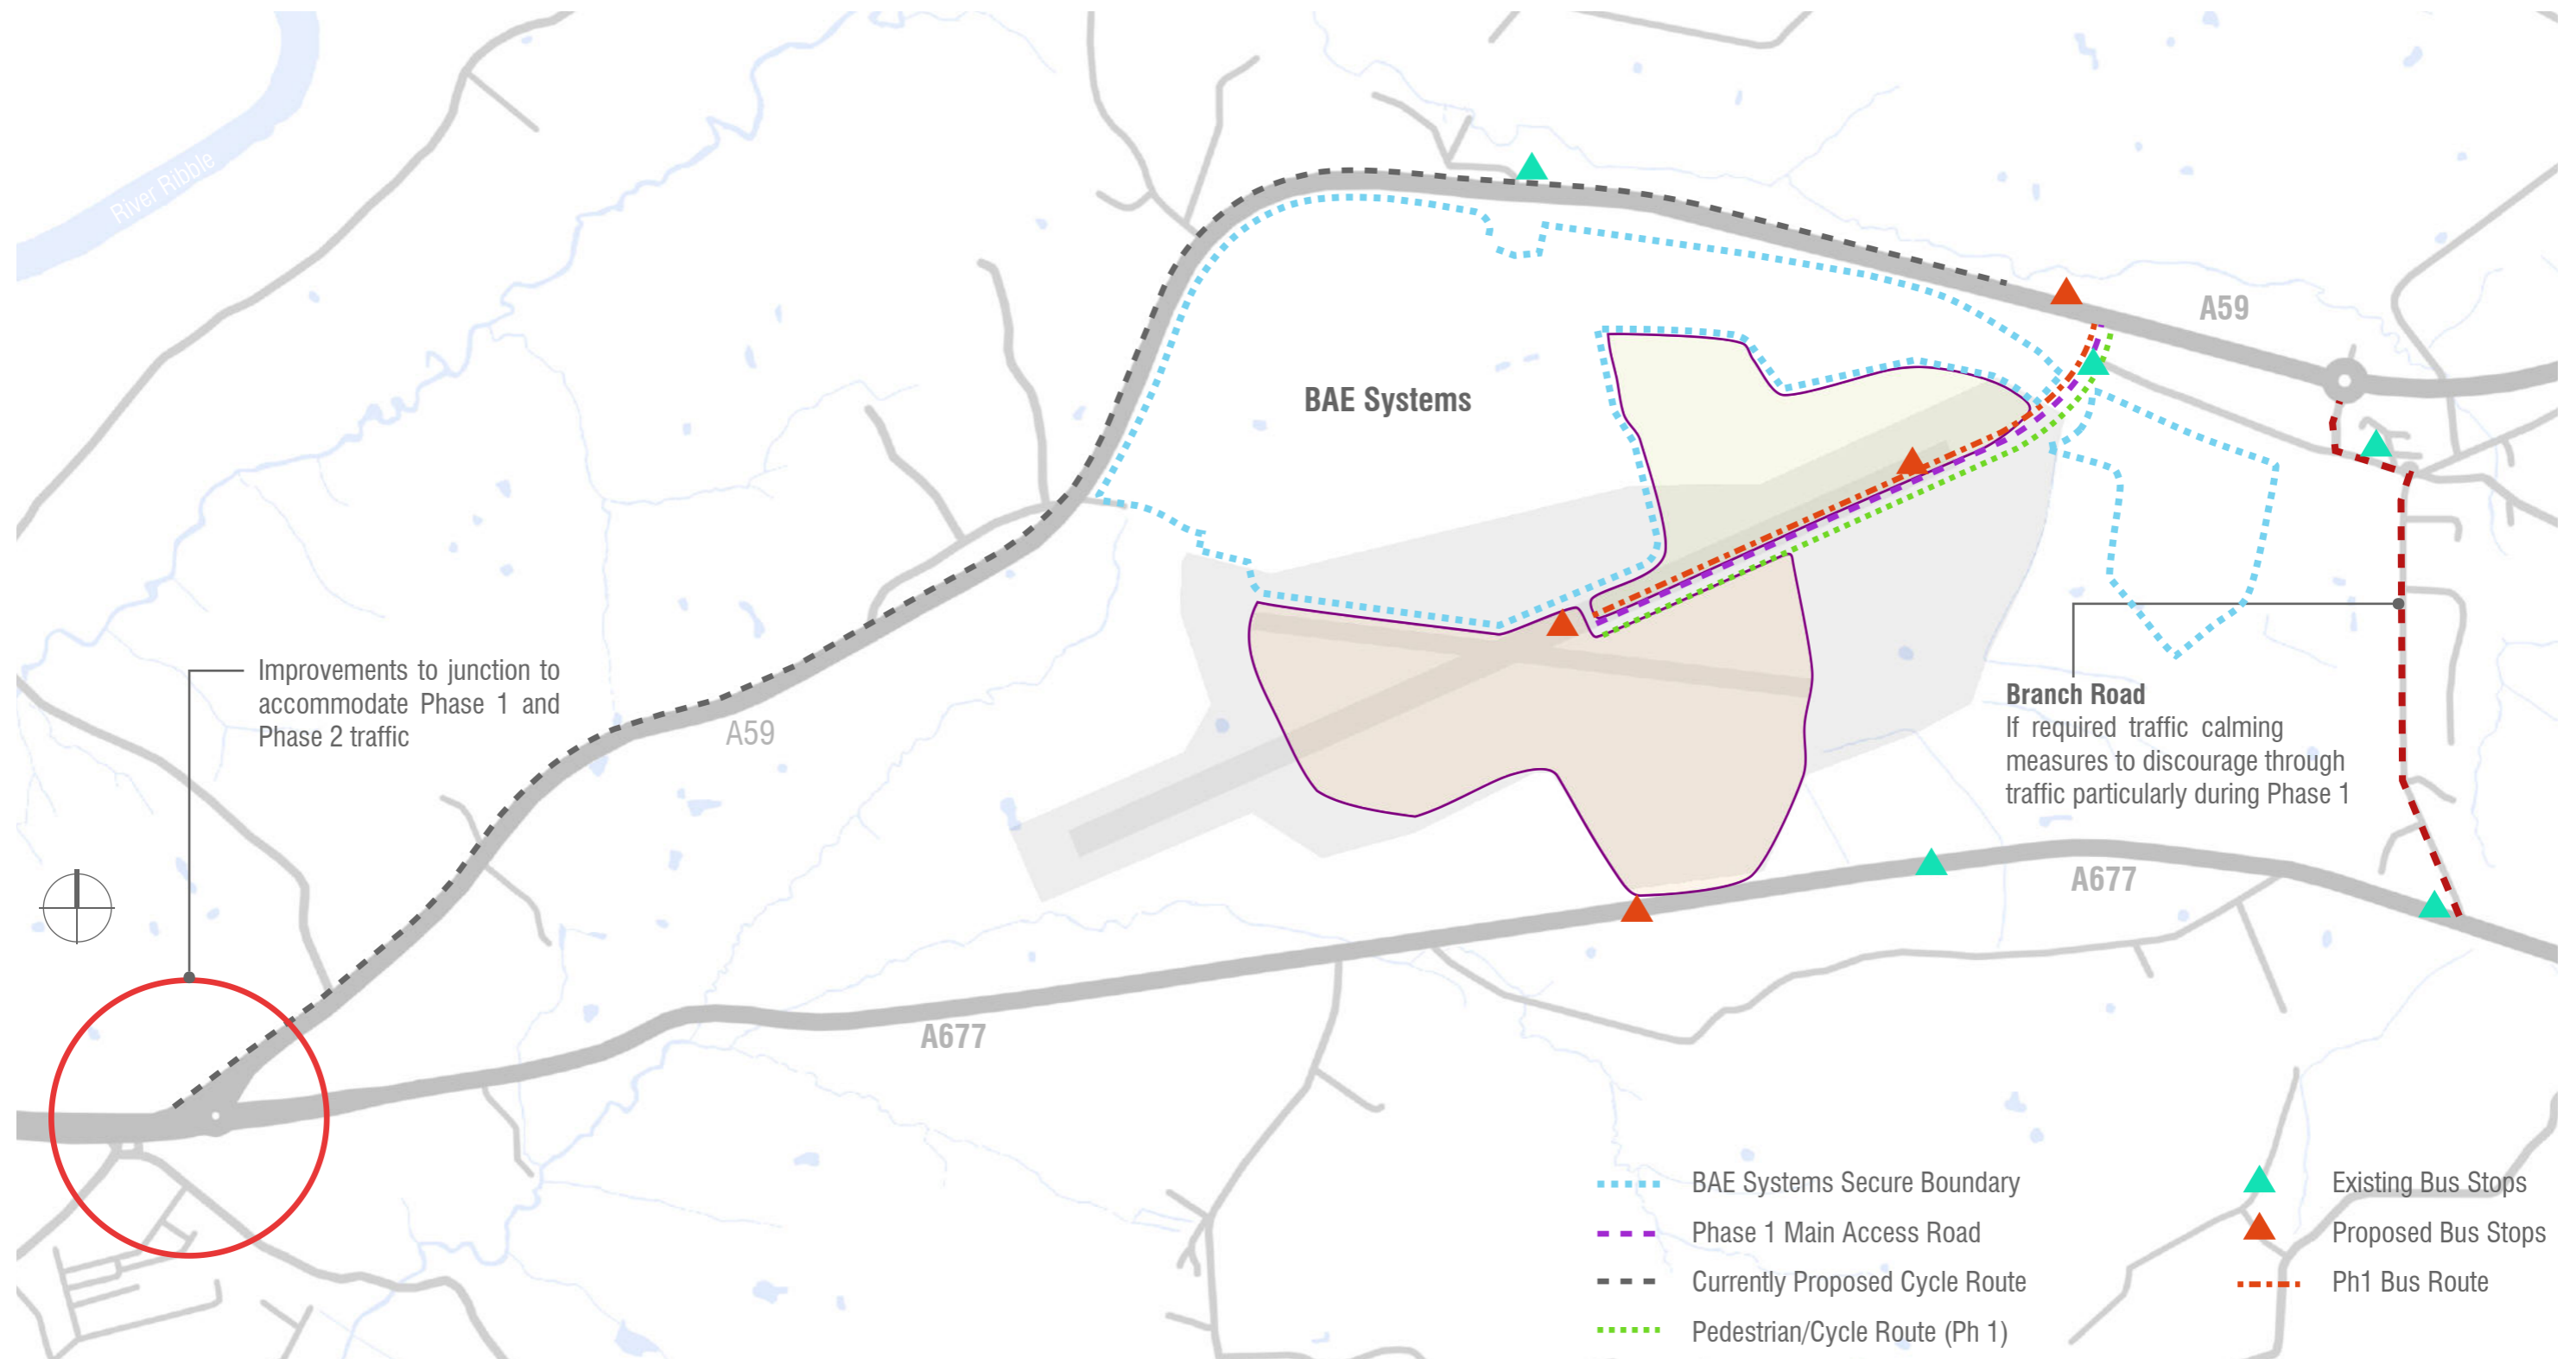 River Ribble
A59
BAE Systems
Improvements to junction to
accommodate Phase 1 and
Phase 2 traffic
A59
Branch Road
If required traffic calming
measures to discourage through
traffic particularly during Phase 1
A677
A677
BAE Systems Secure Boundary
Phase 1 Main Access Road
Currently Proposed Cycle Route
Pedestrian/Cycle Route (Ph 1)
Existing Bus Stops
Proposed Bus Stops
Ph1 Bus Route